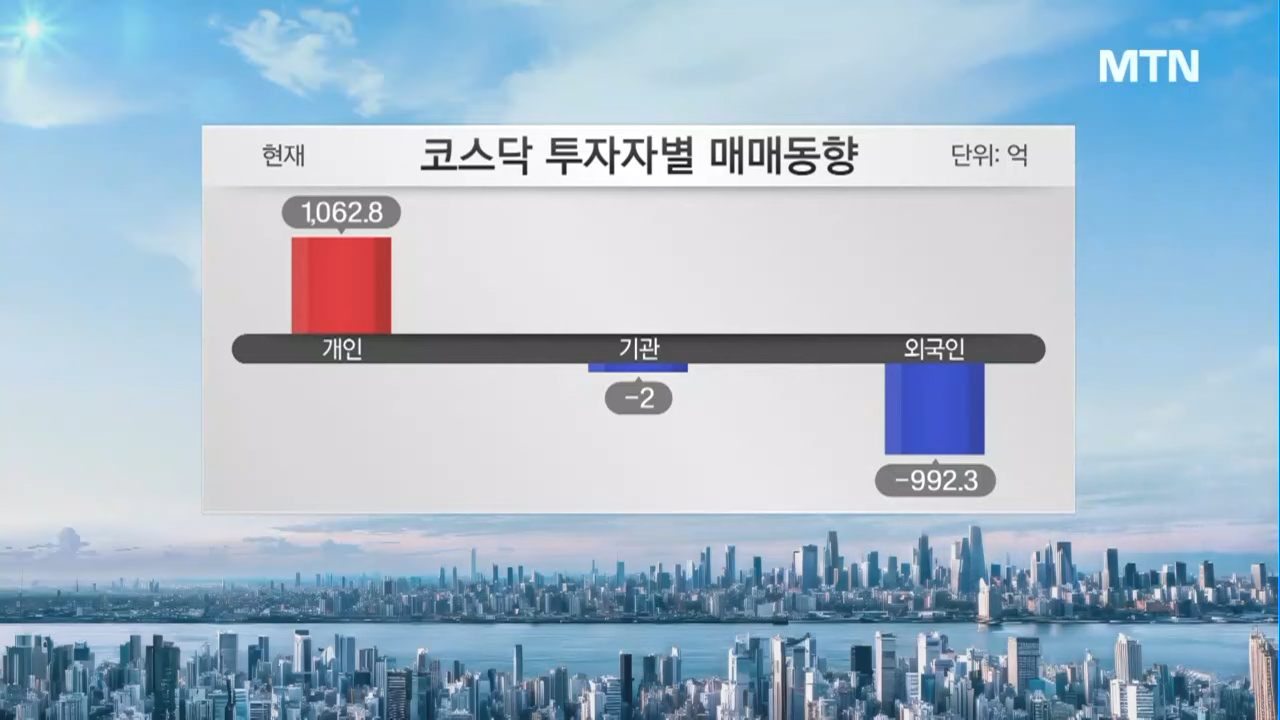 MTN
현재 코스닥 투자자별 매매동향 단위: 억
1,062.8
개인 기관 외국인
-2
-992.3